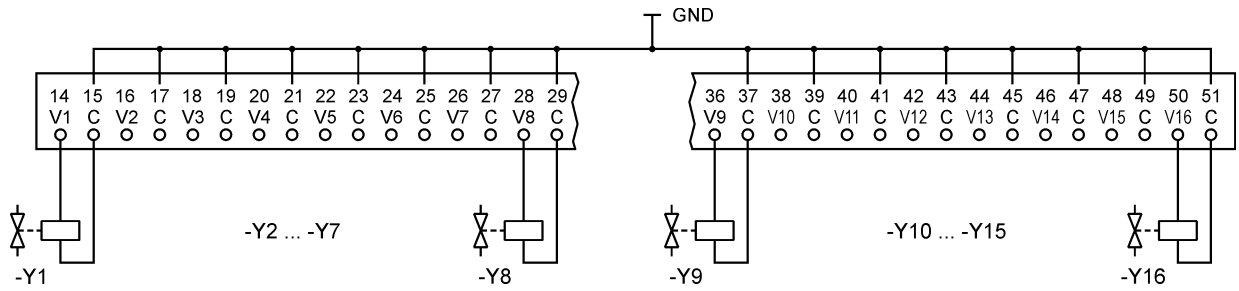 GND
14 15 16 17 18 19 20 21 22 23 24 25 26 27 28 29 36 37 38 39 40 41 42 43 44 45 46 47 48 49 50 51
V1 C V2 C V3 C V4 C V5 C V6 C V7 C V8 C V9 C V10 C V11 C V12 C V13 C V14 C V15 C V16 C
-Y2 ... -Y7 -Y10 ... -Y15
-Y1 -Y8 -Y9 -Y16